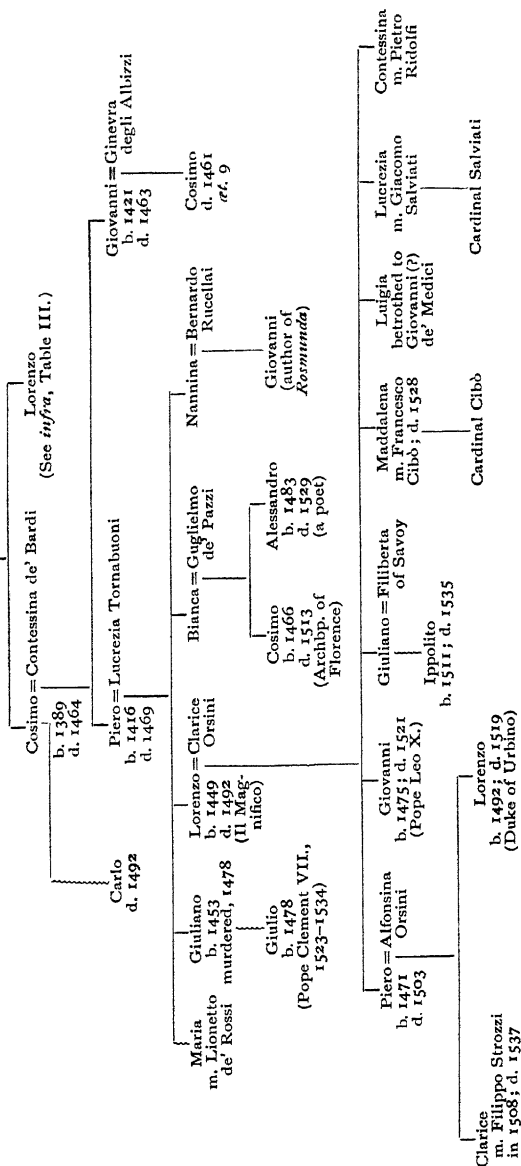 Cosimo=Contessina de' Bardi
b. 1389
d. 1464
Lorenzo
(See infra, Table III.)
Carlo
d. 1492
Piero=Lucrezia Tornabuoni
b. 1416
d. 1469
Giovanni=Ginevra
b. 1421 degli Albizzi
d. 1463
Cosimo
d. 1461
æt. 9
Maria
m. Lionetto
de' Rossi
Giuliano
b. 1453
murdered, 1478
Giulio
b. 1478
(Pope Clement VII.,
1523-1534)
Lorenzo=Clarice
b. 1449 Orsini
d. 1492
(Il Mag-
nifico)
Bianca=Guglielmo
de' Pazzi
Cosimo
b. 1466
d. 1513
(Archbp. of
Florence)
Alessandro
b. 1483
d. 1529
(a poet)
Nannina=Bernardo
Rucellai
Giovanni
(author of
Rosmunda)
Piero=Alfonsina
b. 1471 Orsini
d. 1503
Clarice
m. Filippo Strozzi
in 1508; d. 1537
Lorenzo
b. 1492; d. 1519
(Duke of Urbino)
Giovanni
b. 1475; d. 1521
(Pope Leo X.)
Giuliano=Filiberta
of Savoy
Ippolito
b. 1511; d. 1535
Maddalena
m. Francesco
Cibò; d. 1528
Cardinal Cibò
Luigia
betrothed to
Giovanni (?)
de' Medici
Lucrezia
m. Giacomo
Salviati
Cardinal Salviati
Contessina
m. Pietro
Ridolfi